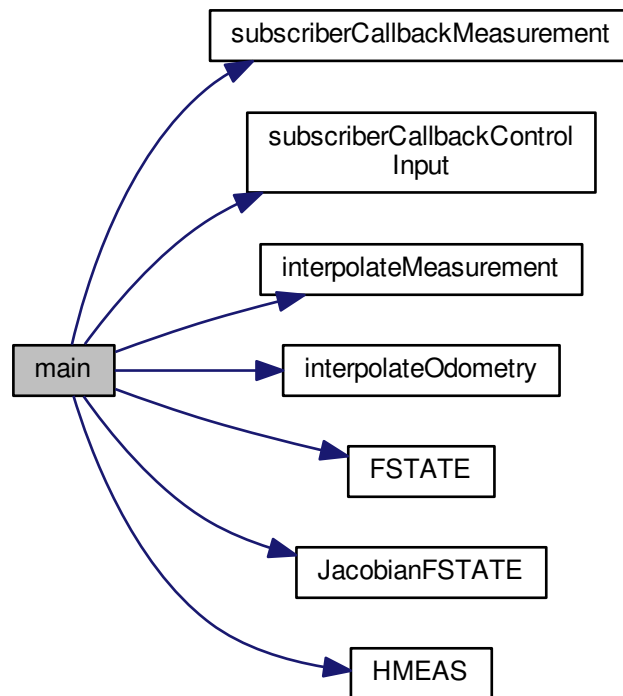 subscriberCallbackMeasurement
subscriberCallbackControl
Input
interpolateMeasurement
main
interpolateOdometry
FSTATE
JacobianFSTATE
HMEAS